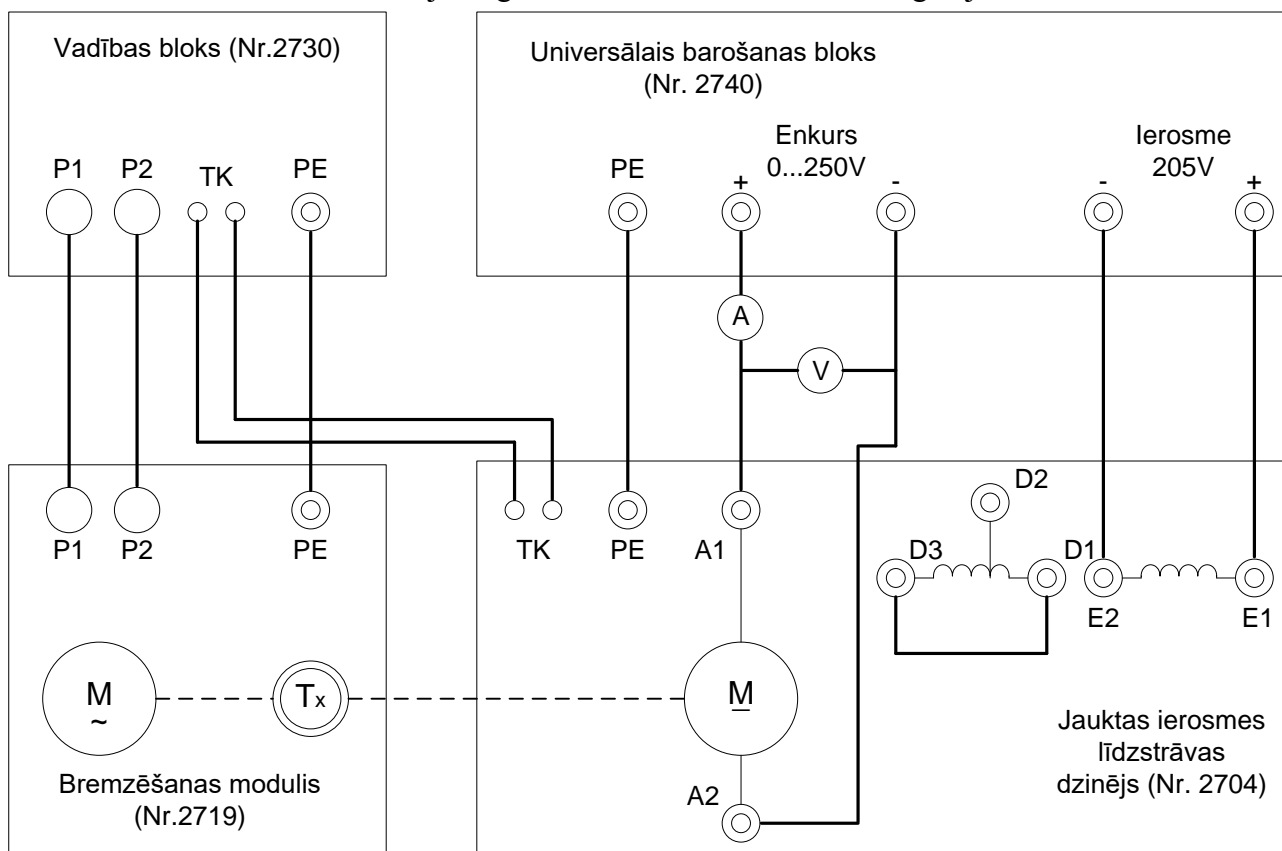 Vadības bloks (Nr.2730)
P1
P2
TK
PE
Universālais barošanas bloks
(Nr. 2740)
PE
Enkurs
0...250V
+
-
Ierosme
205V
-
+
A
V
P1
P2
PE
M
~
Tx
Bremzēšanas modulis
(Nr.2719)
TK
PE
A1
D2
D3
D1
E2
E1
M
A2
Jauktas ierosmes
līdzstrāvas
dzinējs (Nr. 2704)